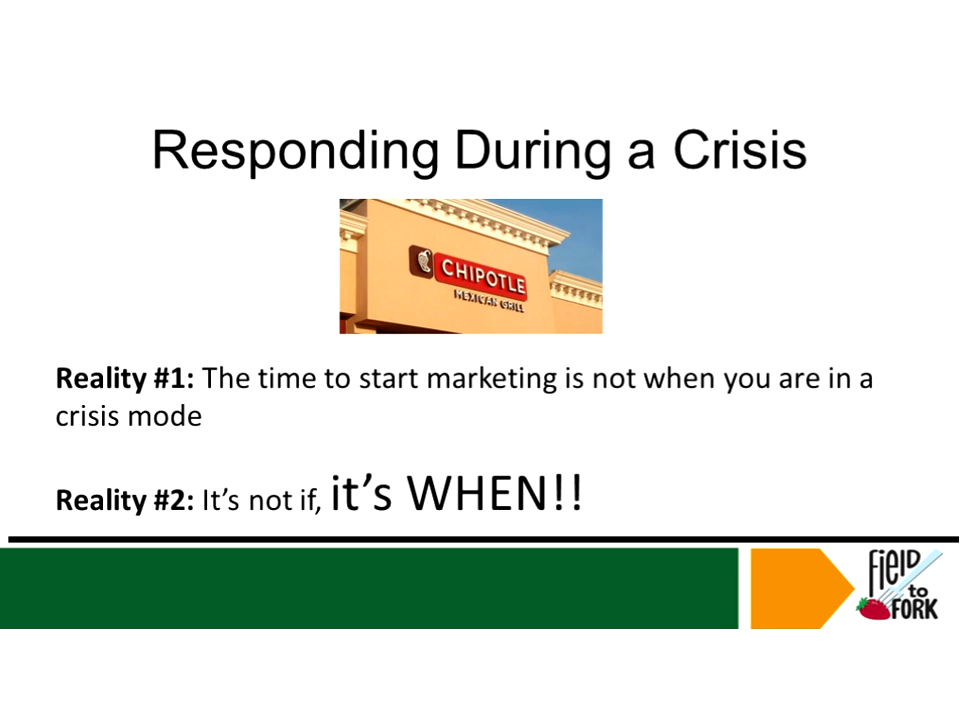 Responding During a Crisis
CHIPOTLE
MEXICAN GRILL
Reality #1: The time to start marketing is not when you are in a
crisis mode
Reality #2: It’s not if, it’s WHEN!!
FIELD
to
FORK